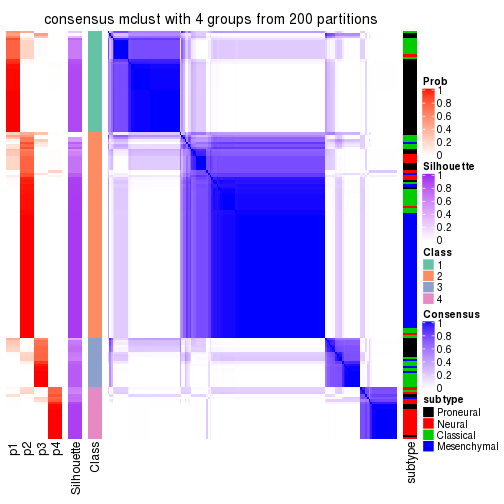 consensus mclust with 4 groups from 200 partitions
Prob
1
0.8
0.6
0.4
0.2
0
Silhouette
1
0.8
0.6
0.4
0.2
0
Class
1
2
3
4
Consensus
1
0.8
0.6
0.4
0.2
0
subtype
Proneural
Neural
Classical
Mesenchymal
p1
p2
p3
p4
Silhouette
Class
subtype